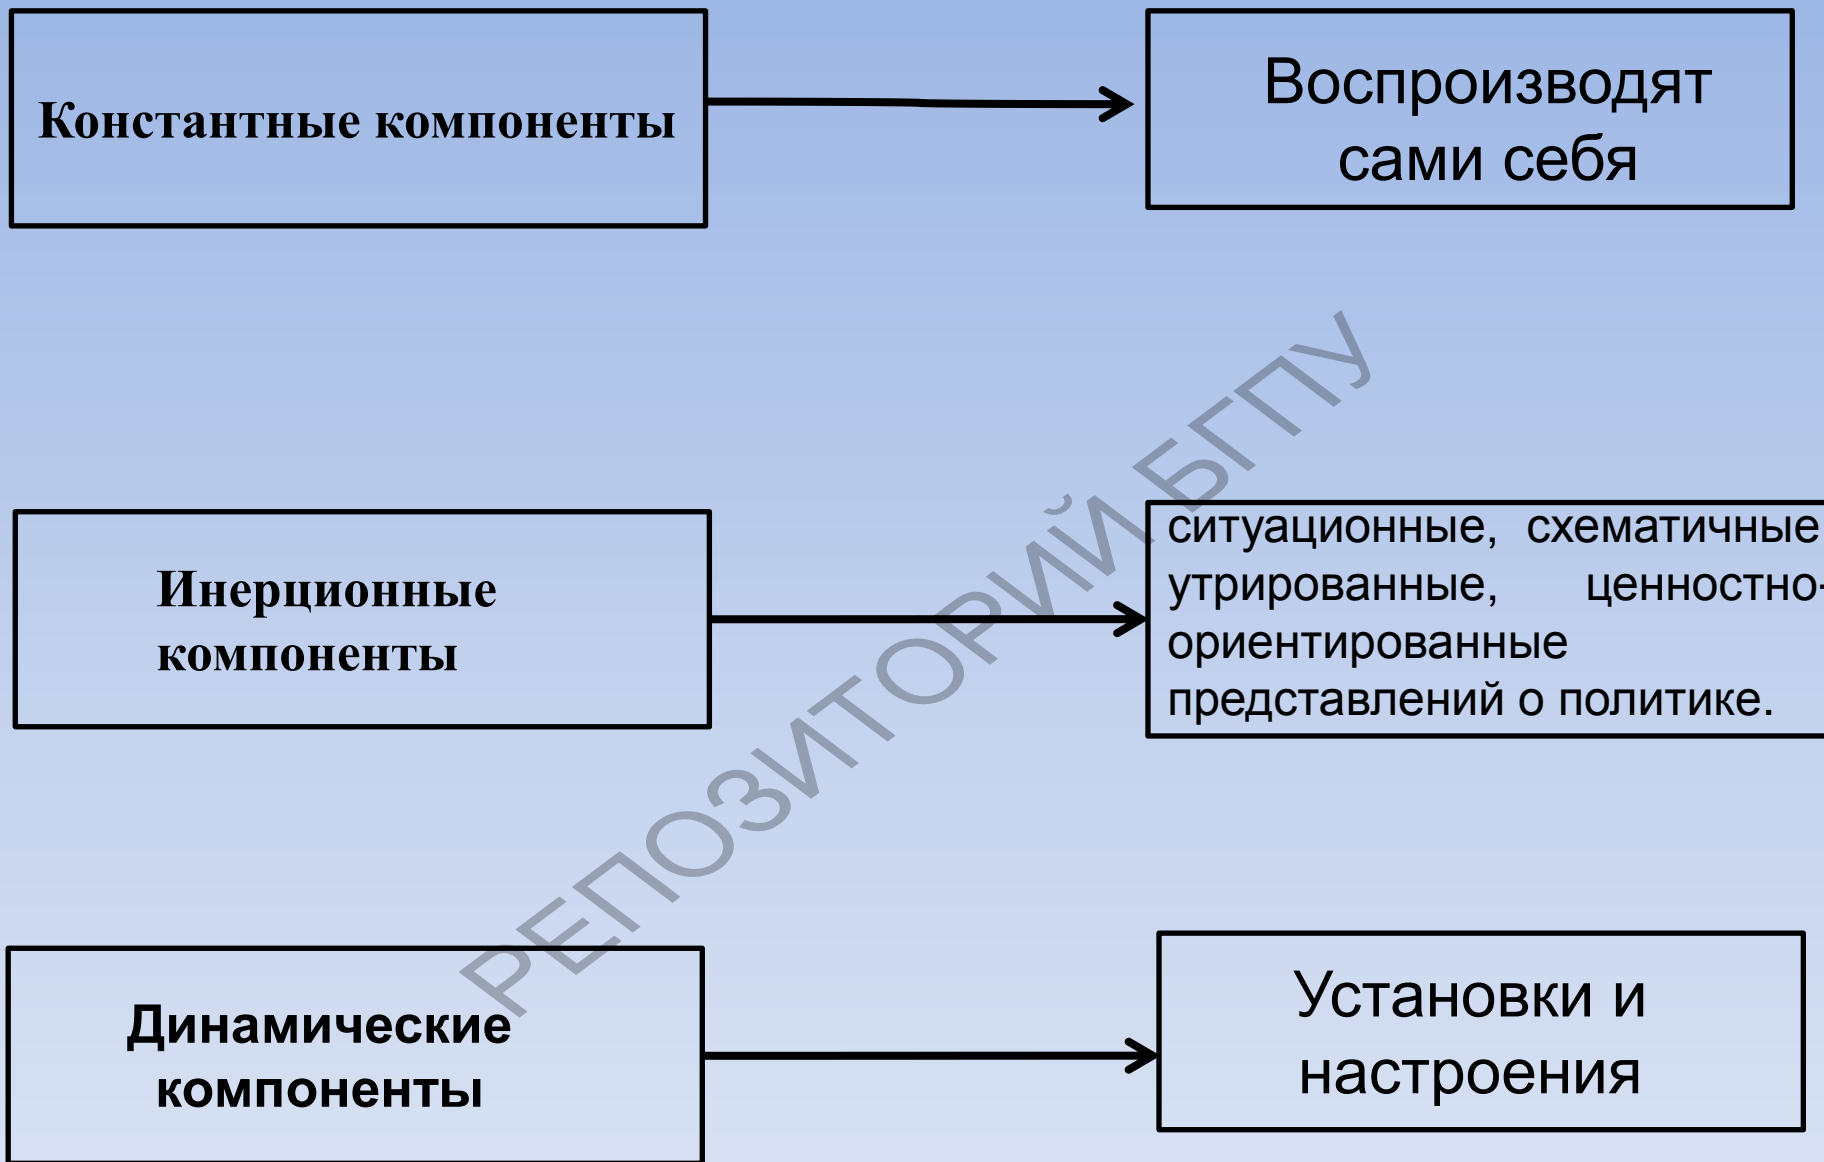 Константные компоненты
Воспроизводят
сами себя
Инерционные
компоненты
ситуационные, схематичные
утрированные, ценностно-
ориентированные
представлений о политике.
Динамические
компоненты
Установки и
настроения
РЕПОЗИТОРИЙ БГПУ